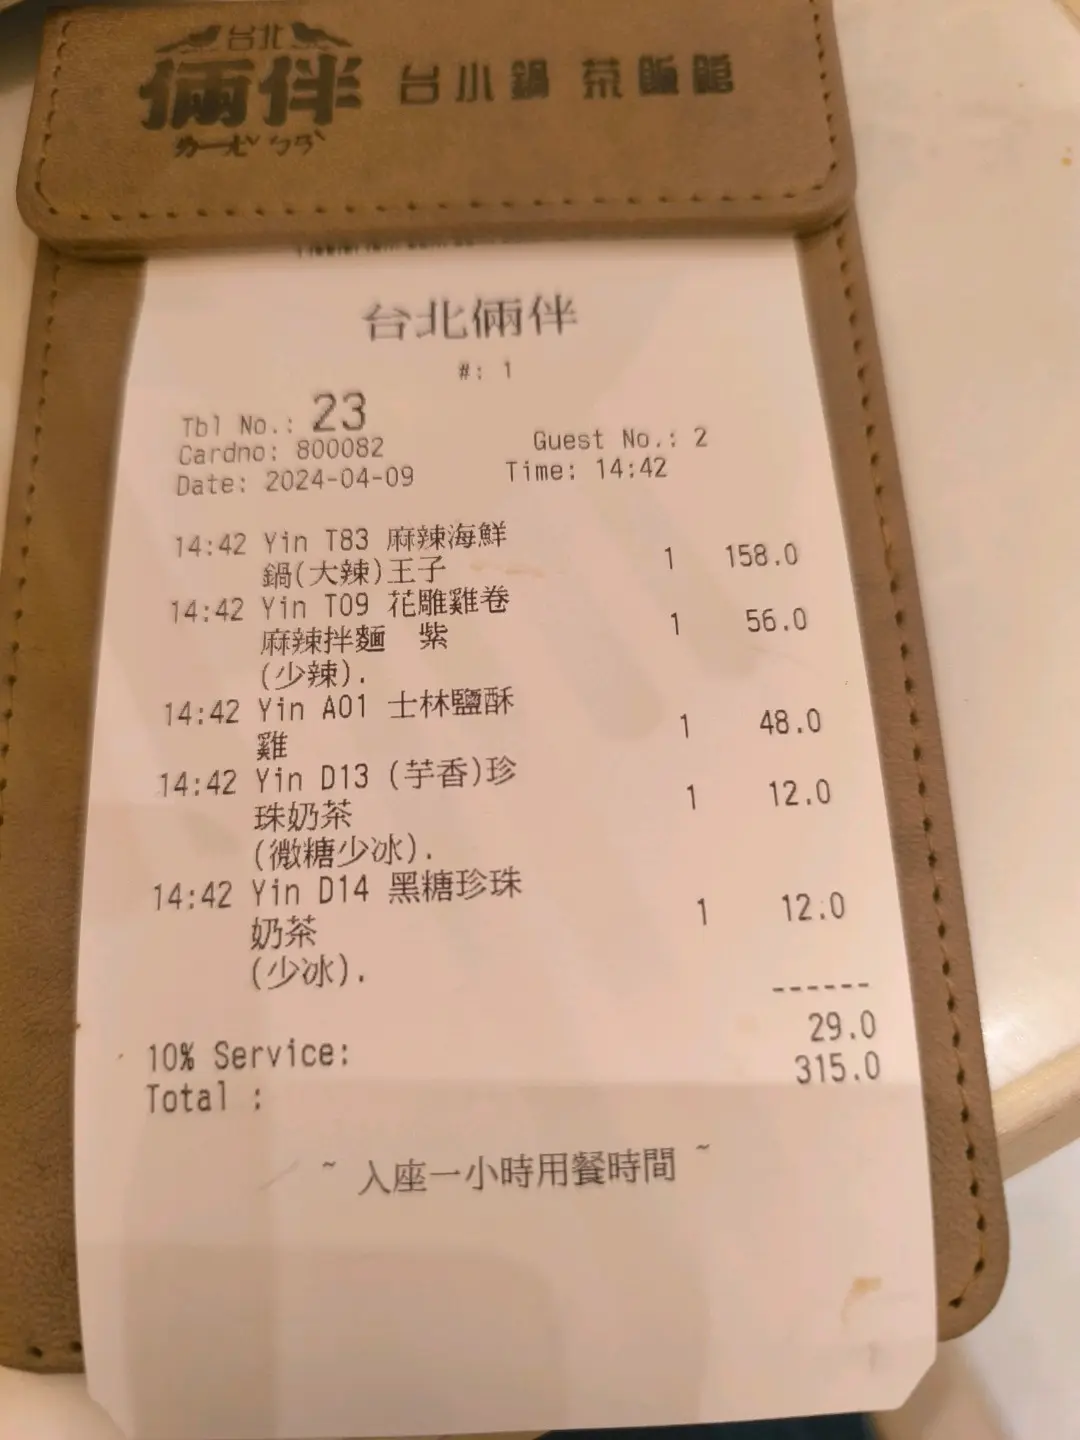 台北
倆伴 台小鍋 茶飯館
ㄌㄧㄤˇ ㄅㄢˋ
台北倆伴
#: 1
Tbl No.: 23
Cardno: 800082 Guest No.: 2
Date: 2024-04-09 Time: 14:42
14:42 Yin T83 麻辣海鮮
鍋(大辣)王子 1 158.0
14:42 Yin T09 花雕雞卷
麻辣拌麵 紫 1 56.0
(少辣).
14:42 Yin A01 士林鹽酥
雞 1 48.0
14:42 Yin D13 (芋香)珍
珠奶茶 1 12.0
(微糖少冰).
14:42 Yin D14 黑糖珍珠
奶茶 1 12.0
(少冰).
------
10% Service: 29.0
Total : 315.0
~ 入座一小時用餐時間 ~